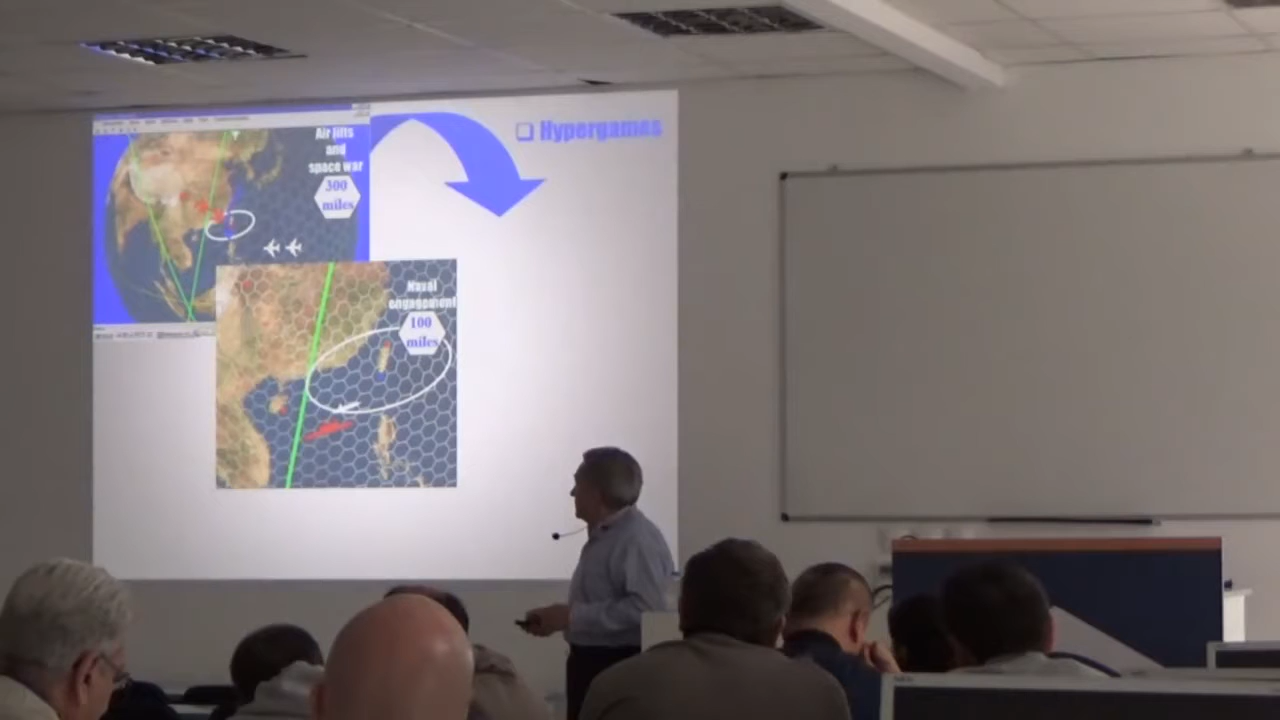 Air lifts
and
space war
300
miles
❑ Hypergames
Naval
engagement
100
miles